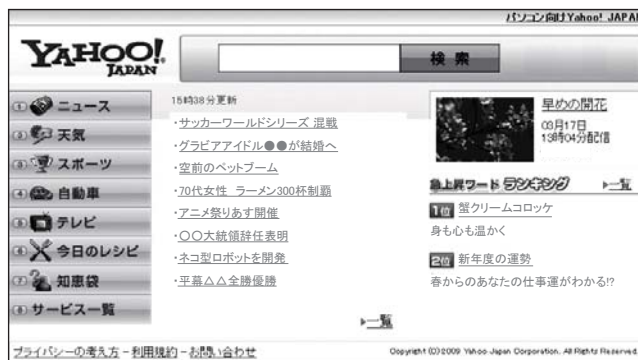 パソコン向けYahoo! JAPAN
YAHOO! JAPAN
検索
1 ニュース
2 天気
3 スポーツ
4 自動車
5 テレビ
6 今日のレシピ
7 知恵袋
8 サービス一覧
15時38分更新
・サッカーワールドシリーズ 混戦
・グラビアアイドル●●が結婚へ
・空前のペットブーム
・70代女性 ラーメン300杯制覇
・アニメ祭りあす開催
・〇〇大統領辞任表明
・ネコ型ロボットを開発
・平幕△△全勝優勝
▶一覧
早めの開花
03月17日
13時04分配信
急上昇ワードランキング ▶一覧
1位 蟹クリームコロッケ
身も心も温かく
2位 新年度の運勢
春からのあなたの仕事運がわかる!?
プライバシーの考え方 - 利用規約 - お問い合わせ
Copyright (C) 2009 Yahoo Japan Corporation. All Rights Reserved.